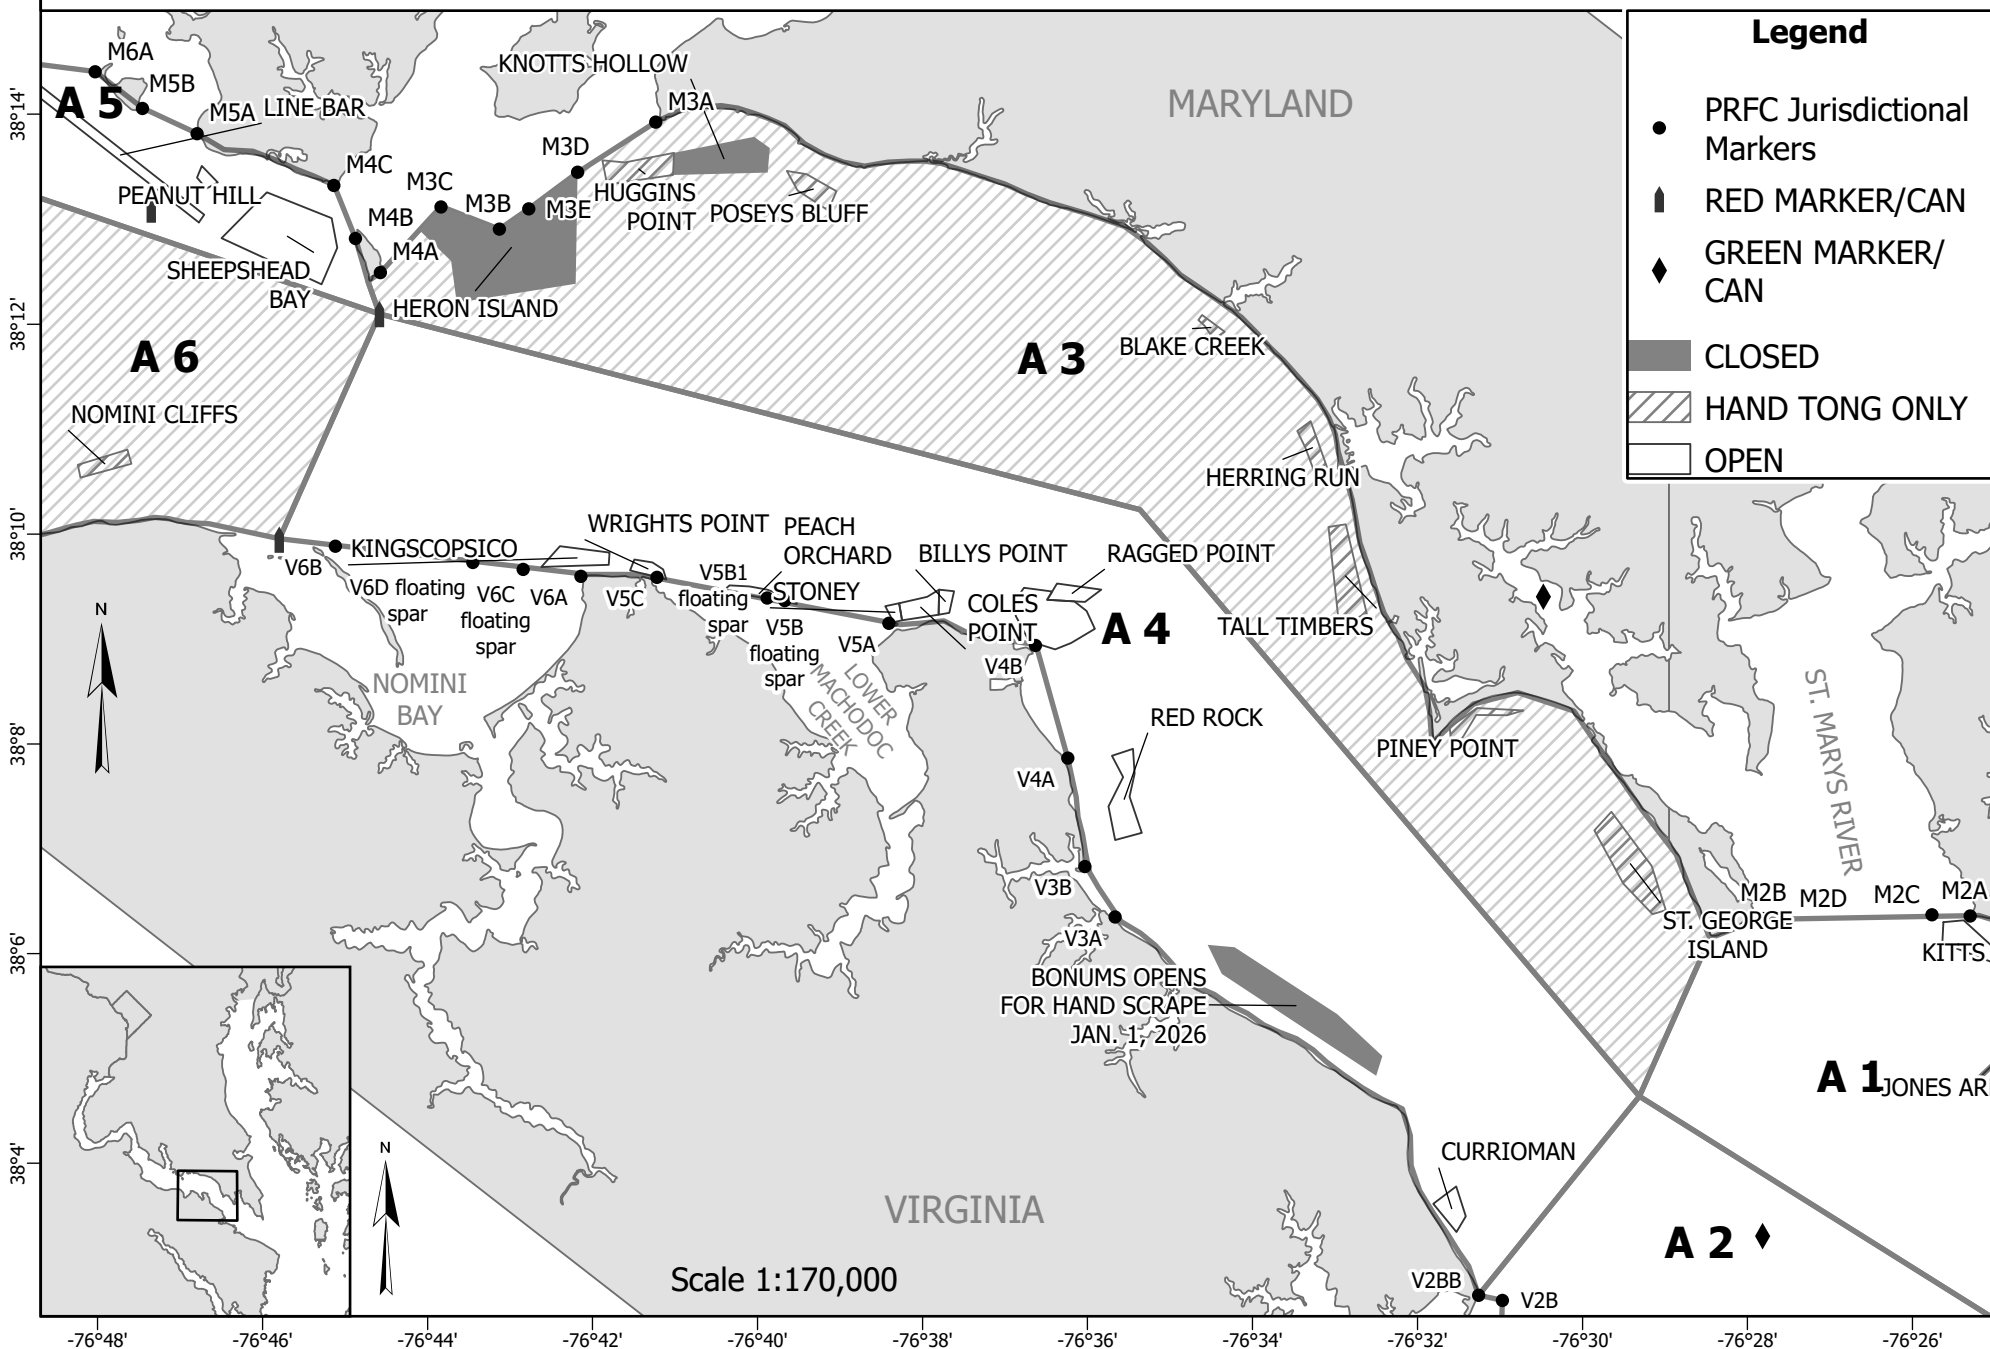 Legend
PRFC Jurisdictional
Markers
RED MARKER/CAN
GREEN MARKER/
CAN
CLOSED
HAND TONG ONLY
OPEN
M6A
M5B
A 5
M5A
LINE BAR
KNOTTS HOLLOW
M3A
MARYLAND
M3D
M4C
M3C
PEANUT HILL
M3B
M3E
HUGGINS
POINT
POSEYS BLUFF
M4B
M4A
SHEEPSHEAD
BAY
HERON ISLAND
A 6
A 3
BLAKE CREEK
NOMINI CLIFFS
HERRING RUN
WRIGHTS POINT
PEACH
ORCHARD
BILLYS POINT
RAGGED POINT
KINGSCOPSICO
V6B
V6D floating
spar
V6C
floating
spar
V6A
V5C
V5B1
floating
spar
STONEY
V5B
floating
spar
V5A
COLES
POINT
A 4
TALL TIMBERS
V4B
NOMINI
BAY
LOWER
MACHODOC
CREEK
ST. MARYS RIVER
RED ROCK
PINEY POINT
V4A
V3B
M2B
M2D
M2C
M2A
ST. GEORGE
ISLAND
KITTS
V3A
BONUMS OPENS
FOR HAND SCRAPE
JAN. 1, 2026
A 1
JONES AR
CURRIOMAN
VIRGINIA
A 2
Scale 1:170,000
V2BB
V2B
N
N
38°14'
38°12'
38°10'
38°8'
38°6'
38°4'
-76°48'
-76°46'
-76°44'
-76°42'
-76°40'
-76°38'
-76°36'
-76°34'
-76°32'
-76°30'
-76°28'
-76°26'